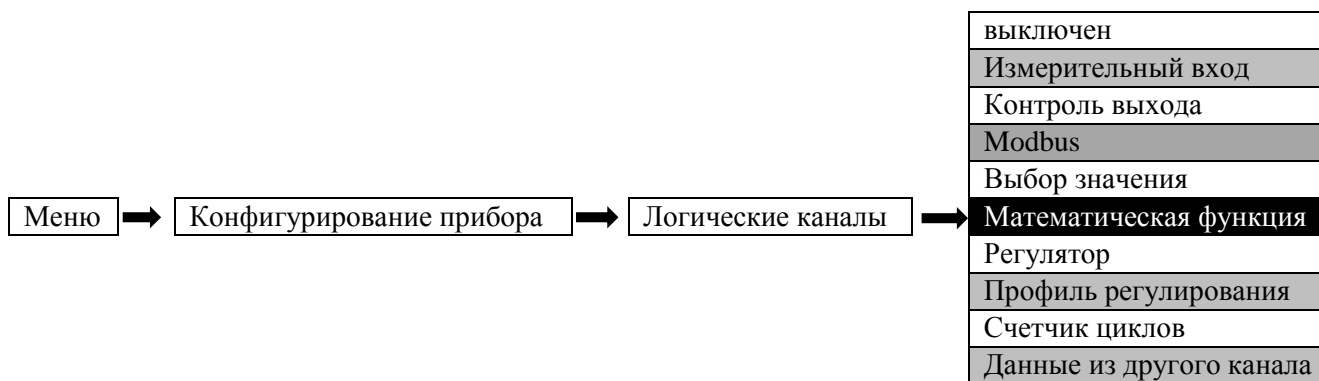 выключен
Измерительный вход
Контроль выхода
Modbus
Выбор значения
Меню Конфигурирование прибора Логические каналы Математическая функция
Регулятор
Профиль регулирования
Счетчик циклов
Данные из другого канала